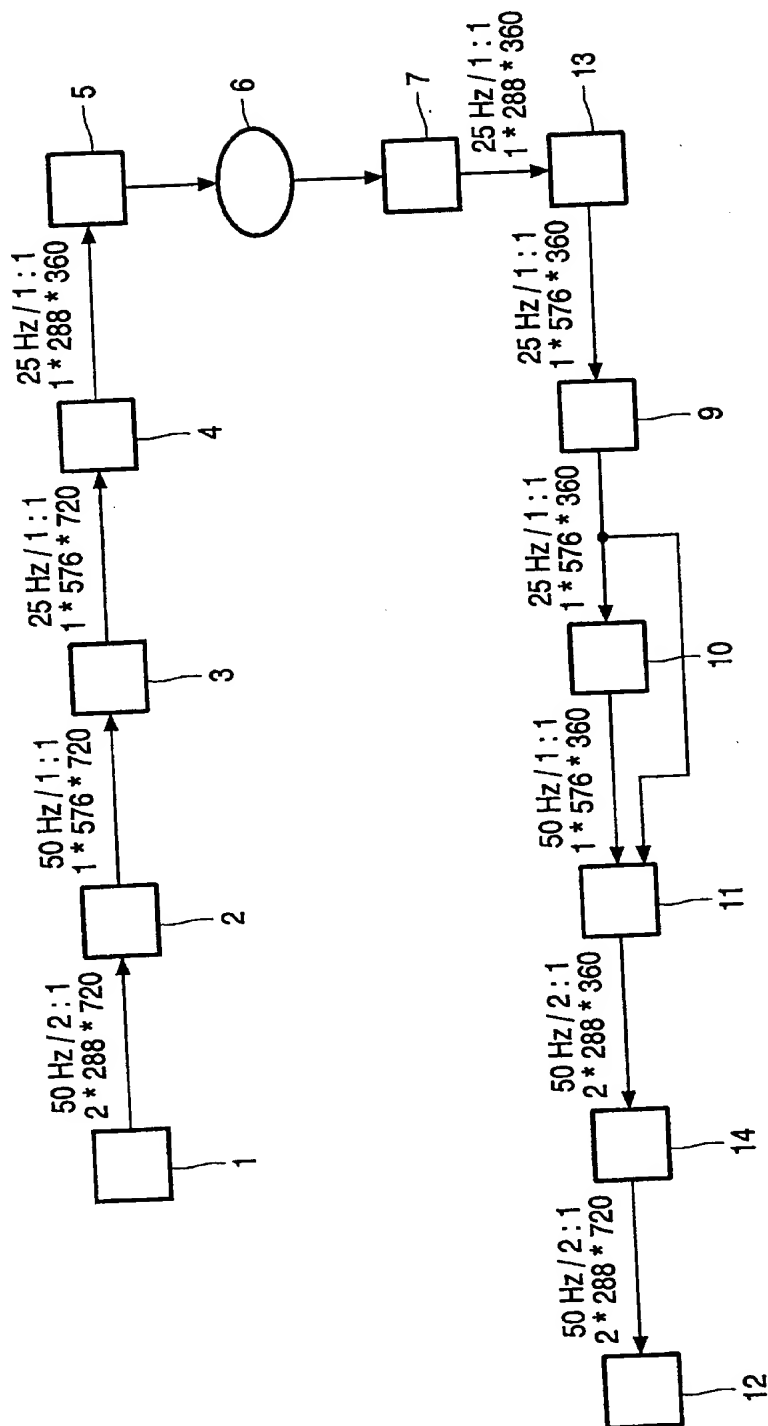 1
50 Hz / 2 : 1
2 * 288 * 720
2
50 Hz / 1 : 1
1 * 576 * 720
3
25 Hz / 1 : 1
1 * 576 * 720
4
25 Hz / 1 : 1
1 * 288 * 360
5
6
7
25 Hz / 1 : 1
1 * 288 * 360
13
25 Hz / 1 : 1
1 * 576 * 360
9
25 Hz / 1 : 1
1 * 576 * 360
10
50 Hz / 1 : 1
1 * 576 * 360
11
50 Hz / 2 : 1
2 * 288 * 360
14
50 Hz / 2 : 1
2 * 288 * 720
12